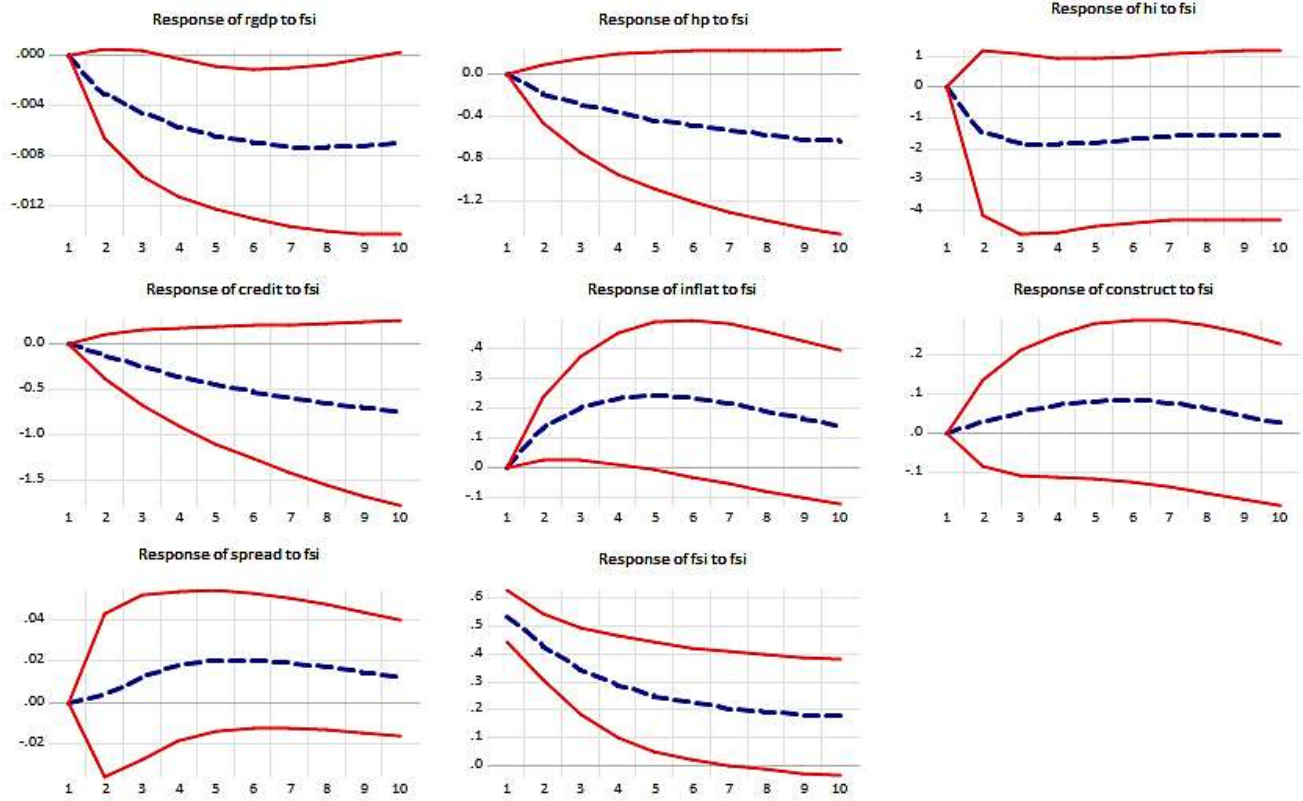 Response of rgdp to fsi
.000
-.004
-.008
-.012
1 2 3 4 5 6 7 8 9 10
Response of hp to fsi
0.0
-0.4
-0.8
-1.2
1 2 3 4 5 6 7 8 9 10
Response of hi to fsi
1
0
-1
-2
-3
-4
1 2 3 4 5 6 7 8 9 10
Response of credit to fsi
0.0
-0.5
-1.0
-1.5
1 2 3 4 5 6 7 8 9 10
Response of inflat to fsi
.4
.3
.2
.1
.0
-.1
1 2 3 4 5 6 7 8 9 10
Response of construct to fsi
.2
.1
.0
-.1
1 2 3 4 5 6 7 8 9 10
Response of spread to fsi
.04
.02
.00
-.02
1 2 3 4 5 6 7 8 9 10
Response of fsi to fsi
.6
.5
.4
.3
.2
.1
.0
1 2 3 4 5 6 7 8 9 10